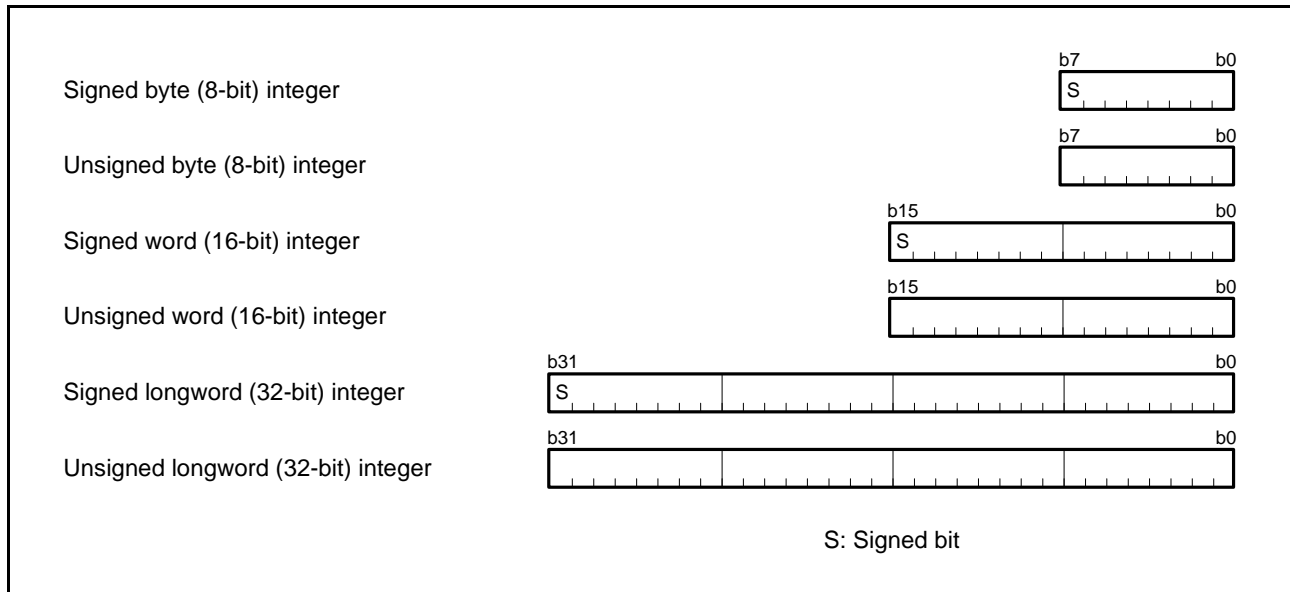 b7 b0
Signed byte (8-bit) integer S
b7 b0
Unsigned byte (8-bit) integer
b15 b0
Signed word (16-bit) integer S
b15 b0
Unsigned word (16-bit) integer
b31 b0
Signed longword (32-bit) integer S
b31 b0
Unsigned longword (32-bit) integer
S: Signed bit